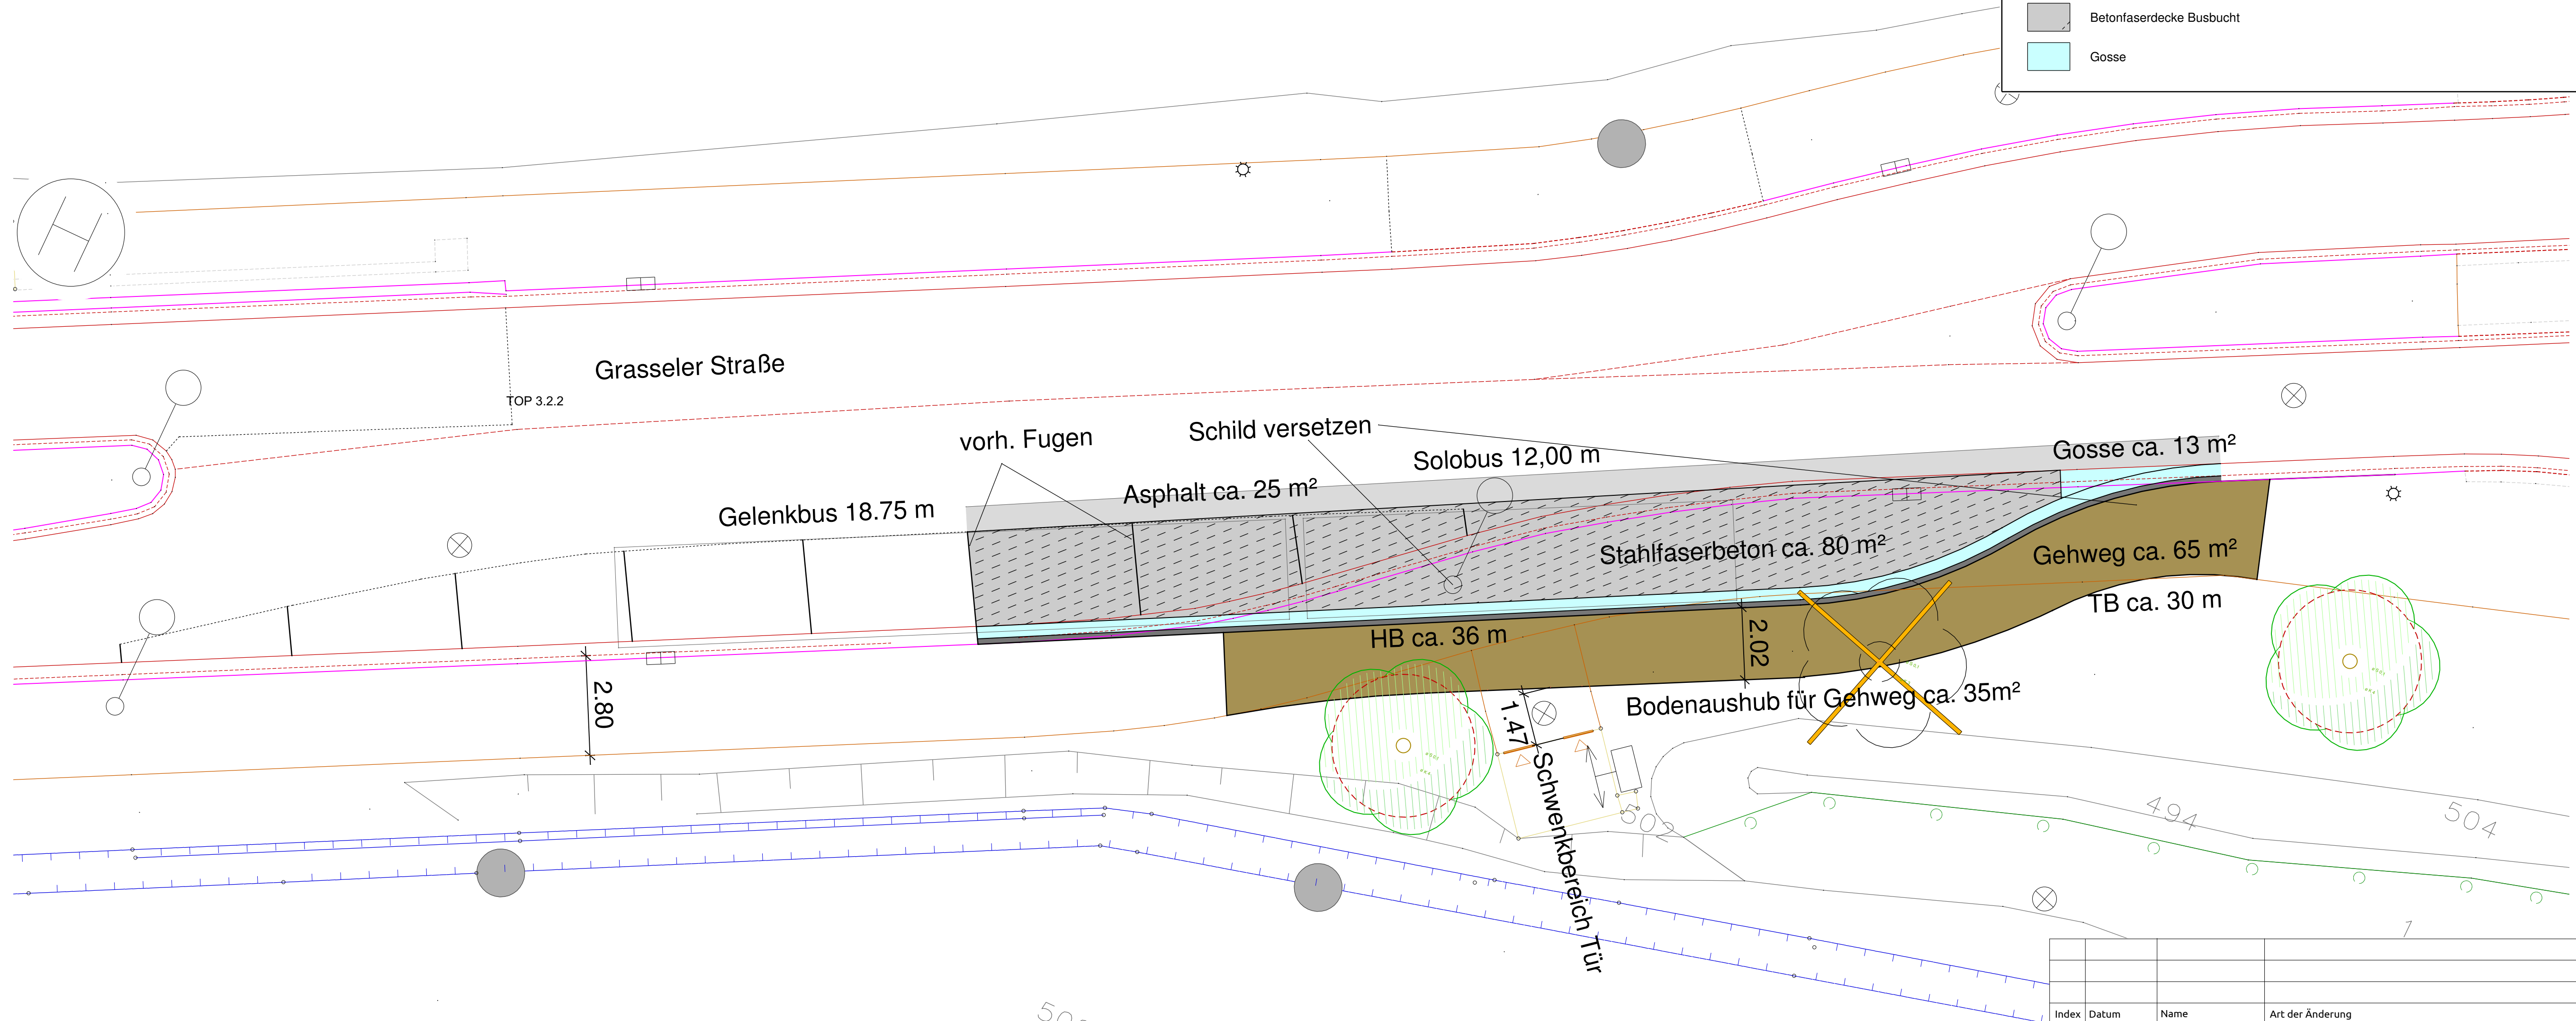 Betonfaserdecke Busbucht
Gosse
H
Grasseler Straße
TOP 3.2.2
vorh. Fugen
Schild versetzen
Solobus 12,00 m
Gosse ca. 13 m²
Asphalt ca. 25 m²
Gelenkbus 18.75 m
Stahlfaserbeton ca. 80 m²
Gehweg ca. 65 m²
TB ca. 30 m
HB ca. 36 m
2.02
2.80
Bodenaushub für Gehweg ca. 35m²
1.47
Schwenkbereich Tür
502
494
504
Index Datum Name Art der Änderung